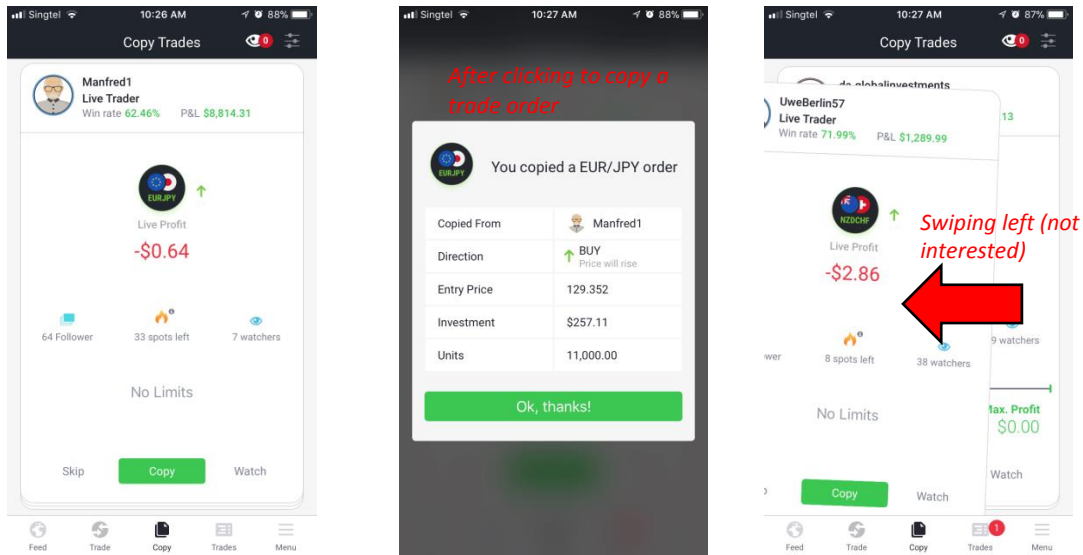 Singtel 10:26 AM 88%
Copy Trades 0
Manfred1
Live Trader
Win rate 62.46% P&L $8,814.31
EURJPY
Live Profit
-$0.64
64 Follower 33 spots left 7 watchers
No Limits
Skip Copy Watch
Feed Trade Copy Trades Menu
Singtel 10:27 AM 88%
After clicking to copy a
trade order
EURJPY You copied a EUR/JPY order
Copied From Manfred1
Direction BUY
Price will rise
Entry Price 129.352
Investment $257.11
Units 11,000.00
Ok, thanks!
Singtel 10:27 AM 87%
Copy Trades 0
da_globalinvestments
UweBerlin57
Live Trader 13
Win rate 71.99% P&L $1,289.99
NZDCHF
Live Profit
-$2.86
Swiping left (not
interested)
wer 8 spots left 38 watchers 9 watchers
No Limits
Max. Profit
$0.00
Copy Watch Watch
Feed Trade Copy Trades 1 Menu